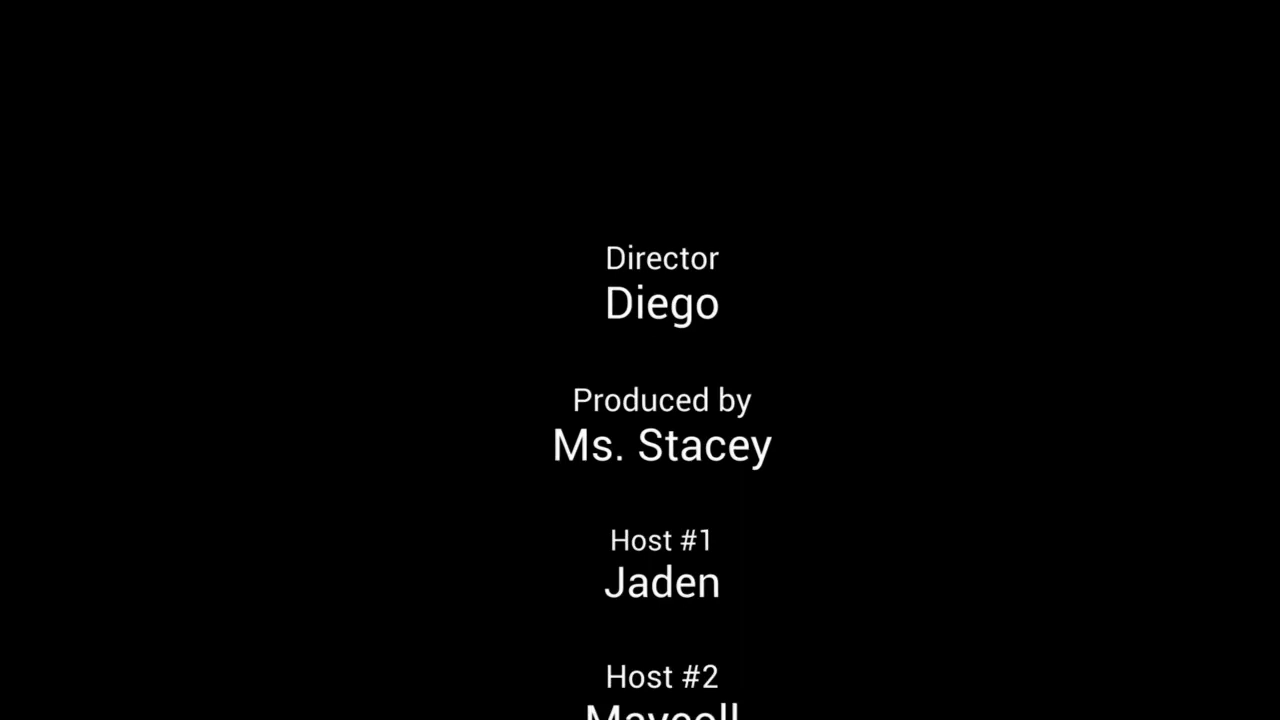 Director
Diego
Produced by
Ms. Stacey
Host #1
Jaden
Host #2